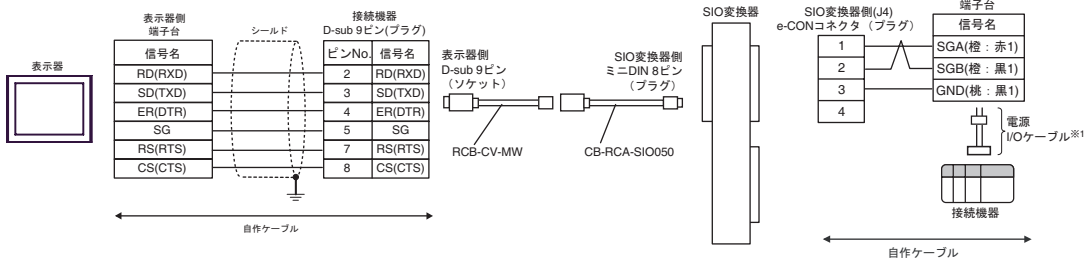 表示器
表示器側
端子台
信号名
RD(RXD)
SD(TXD)
ER(DTR)
SG
RS(RTS)
CS(CTS)
シールド
接続機器
D-sub 9ピン(プラグ)
ピンNo. 信号名
2 RD(RXD)
3 SD(TXD)
4 ER(DTR)
5 SG
7 RS(RTS)
8 CS(CTS)
自作ケーブル
表示器側
D-sub 9ピン
（ソケット）
RCB-CV-MW
SIO変換器側
ミニDIN 8ピン
（プラグ）
CB-RCA-SIO050
SIO変換器
SIO変換器側(J4)
e-CONコネクタ（プラグ）
1
2
3
4
端子台
信号名
SGA(橙：赤1)
SGB(橙：黒1)
GND(桃：黒1)
電源
I/Oケーブル※1
接続機器
自作ケーブル